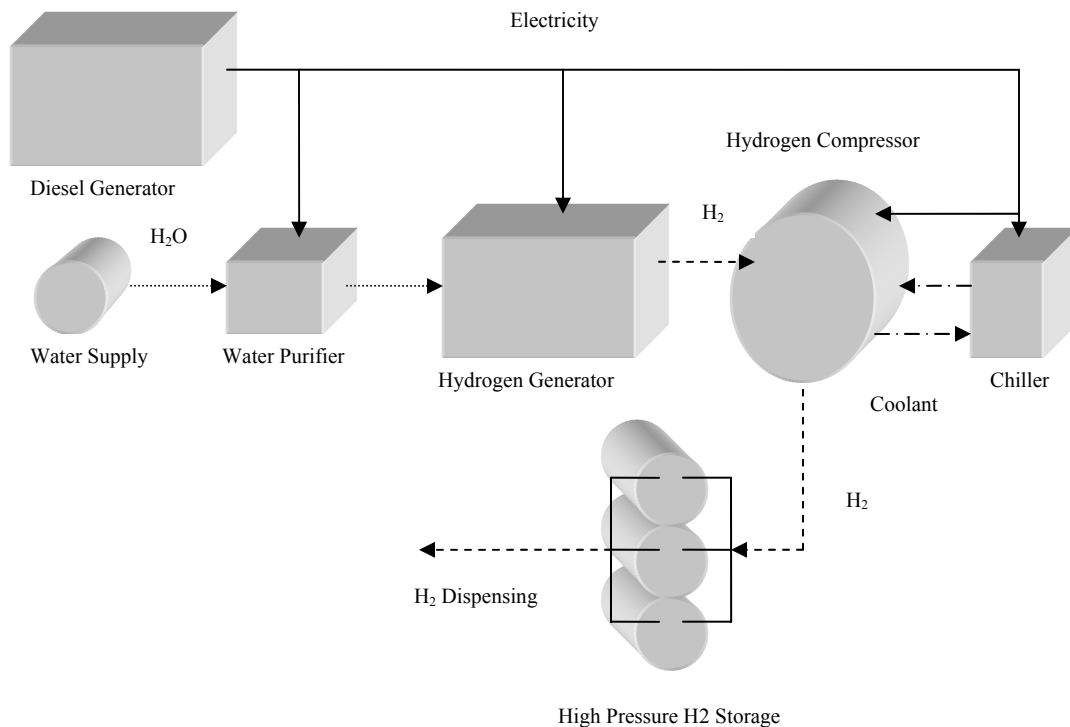 Electricity
Hydrogen Compressor
Diesel Generator
H₂O
H₂
Water Supply
Water Purifier
Hydrogen Generator
Chiller
Coolant
H₂
H₂ Dispensing
High Pressure H2 Storage